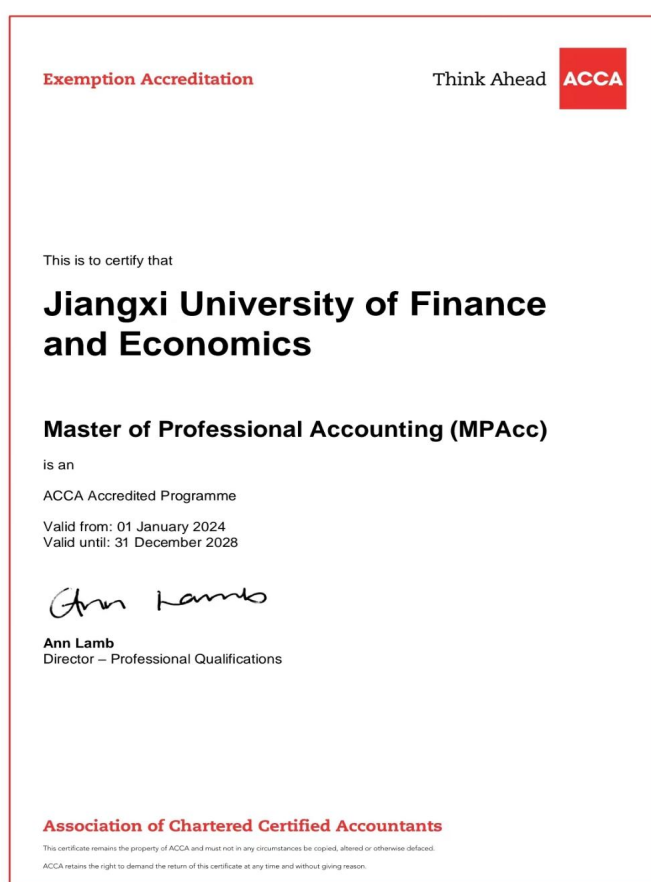 Exemption Accreditation
Think Ahead ACCA
This is to certify that
Jiangxi University of Finance
and Economics
Master of Professional Accounting (MPAcc)
is an
ACCA Accredited Programme
Valid from: 01 January 2024
Valid until: 31 December 2028
Ann Lamb
Ann Lamb
Director – Professional Qualifications
Association of Chartered Certified Accountants
This certificate remains the property of ACCA and must not in any circumstances be copied, altered or otherwise defaced.
ACCA retains the right to demand the return of this certificate at any time and without giving reason.